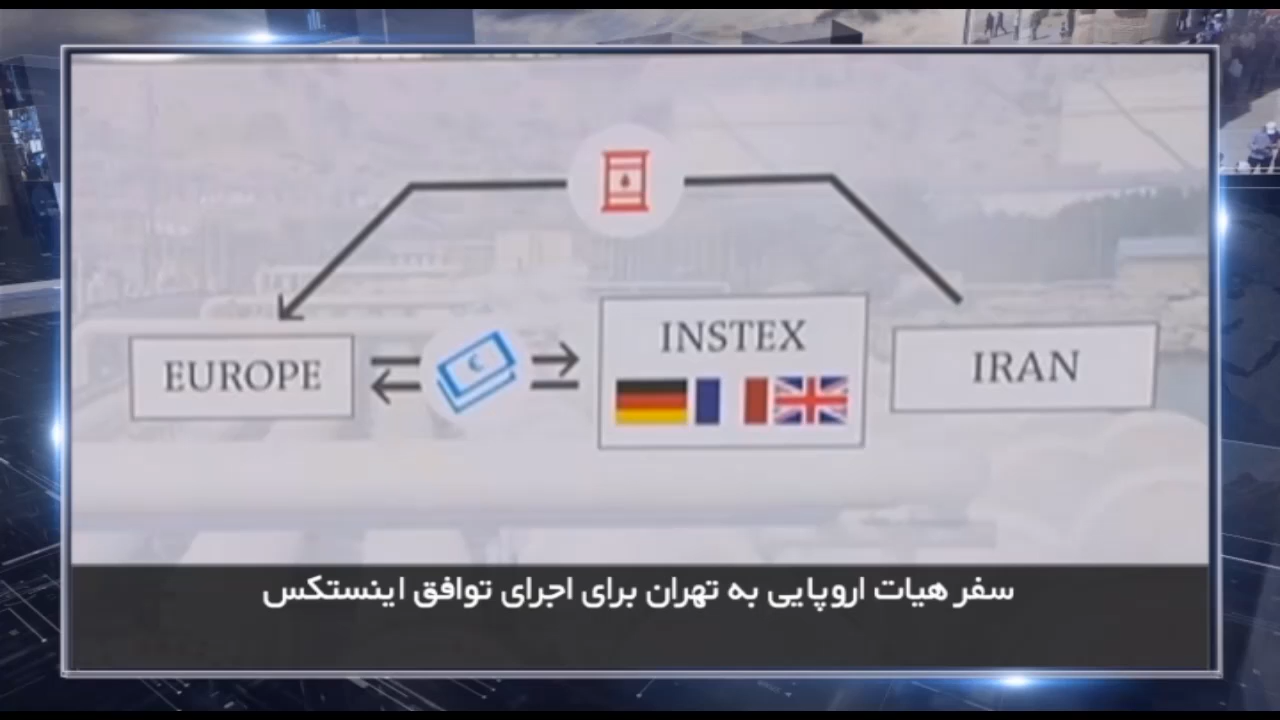 EUROPE
INSTEX
IRAN
سفر هیات اروپایی به تهران برای اجرای توافق اینستکس